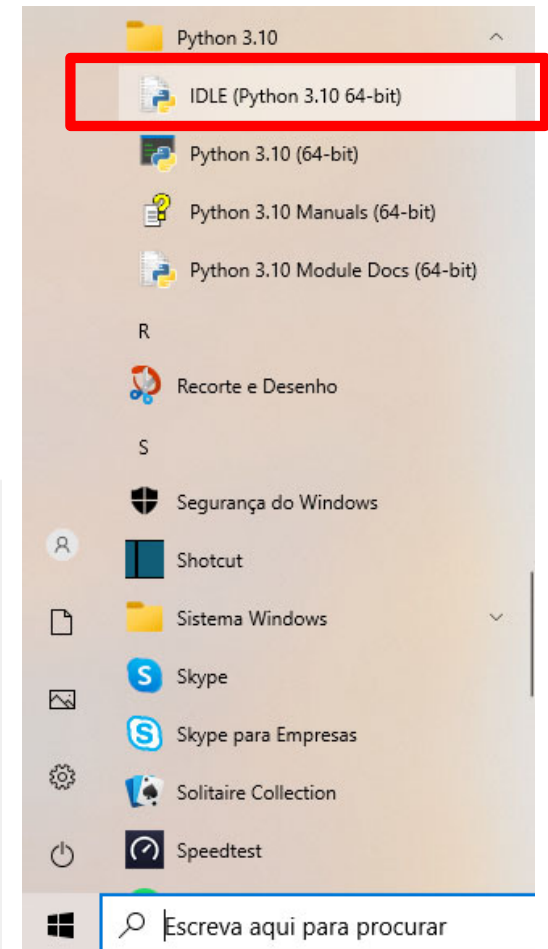 Python 3.10
IDLE (Python 3.10 64-bit)
Python 3.10 (64-bit)
Python 3.10 Manuals (64-bit)
Python 3.10 Module Docs (64-bit)
R
Recorte e Desenho
S
Segurança do Windows
Shotcut
Sistema Windows
Skype
Skype para Empresas
Solitaire Collection
Speedtest
Escreva aqui para procurar